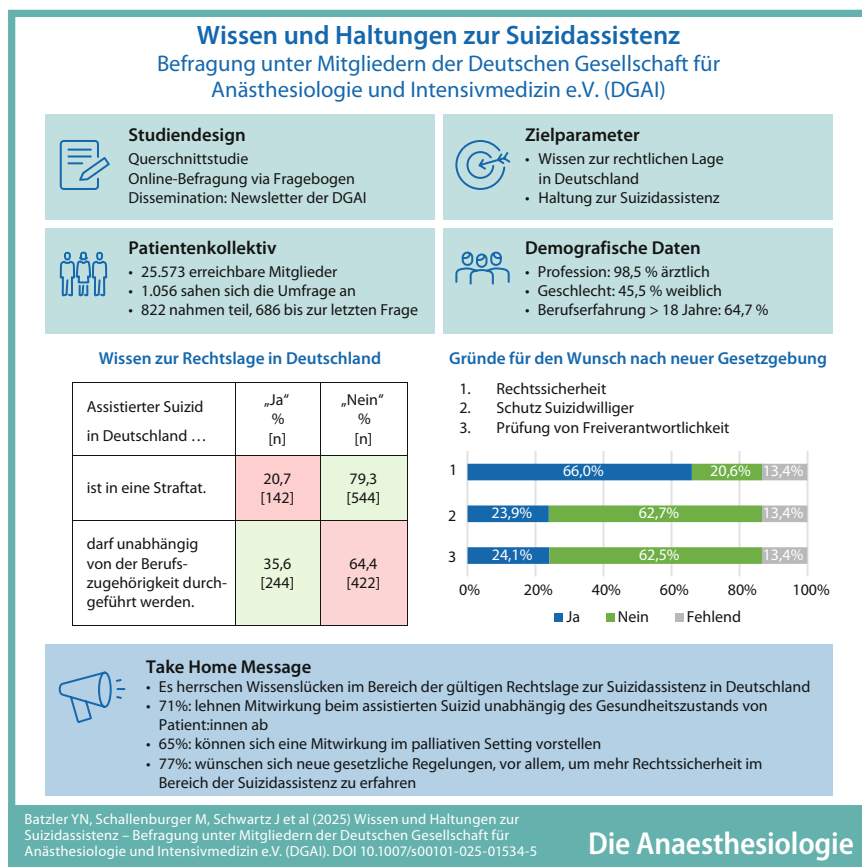 Wissen und Haltungen zur Suizidassistenz
Befragung unter Mitgliedern der Deutschen Gesellschaft für
Anästhesiologie und Intensivmedizin e.V. (DGAI)
Studiendesign
Querschnittstudie
Online-Befragung via Fragebogen
Dissemination: Newsletter der DGAI
Zielparameter
• Wissen zur rechtlichen Lage
in Deutschland
• Haltung zur Suizidassistenz
Patientenkollektiv
• 25.573 erreichbare Mitglieder
• 1.056 sahen sich die Umfrage an
• 822 nahmen teil, 686 bis zur letzten Frage
Demografische Daten
• Profession: 98,5 % ärztlich
• Geschlecht: 45,5 % weiblich
• Berufserfahrung > 18 Jahre: 64,7 %
Wissen zur Rechtslage in Deutschland
Assistierter Suizid
in Deutschland …
„Ja“
%
[n]
„Nein“
%
[n]
ist in eine Straftat.
20,7
[142]
79,3
[544]
darf unabhängig
von der Berufs-
zugehörigkeit durch-
geführt werden.
35,6
[244]
64,4
[422]
Gründe für den Wunsch nach neuer Gesetzgebung
1. Rechtssicherheit
2. Schutz Suizidwilliger
3. Prüfung von Freiverantwortlichkeit
1 66,0% 20,6% 13,4%
2 23,9% 62,7% 13,4%
3 24,1% 62,5% 13,4%
0% 20% 40% 60% 80% 100%
Ja Nein Fehlend
Take Home Message
• Es herrschen Wissenslücken im Bereich der gültigen Rechtslage zur Suizidassistenz in Deutschland
• 71%: lehnen Mitwirkung beim assistierten Suizid unabhängig des Gesundheitszustands von
Patient:innen ab
• 65%: können sich eine Mitwirkung im palliativen Setting vorstellen
• 77%: wünschen sich neue gesetzliche Regelungen, vor allem, um mehr Rechtssicherheit im
Bereich der Suizidassistenz zu erfahren
Batzler YN, Schallenburger M, Schwartz J et al (2025) Wissen und Haltungen zur
Suizidassistenz – Befragung unter Mitgliedern der Deutschen Gesellschaft für
Anästhesiologie und Intensivmedizin e.V. (DGAI). DOI 10.1007/s00101-025-01534-5
Die Anaesthesiologie